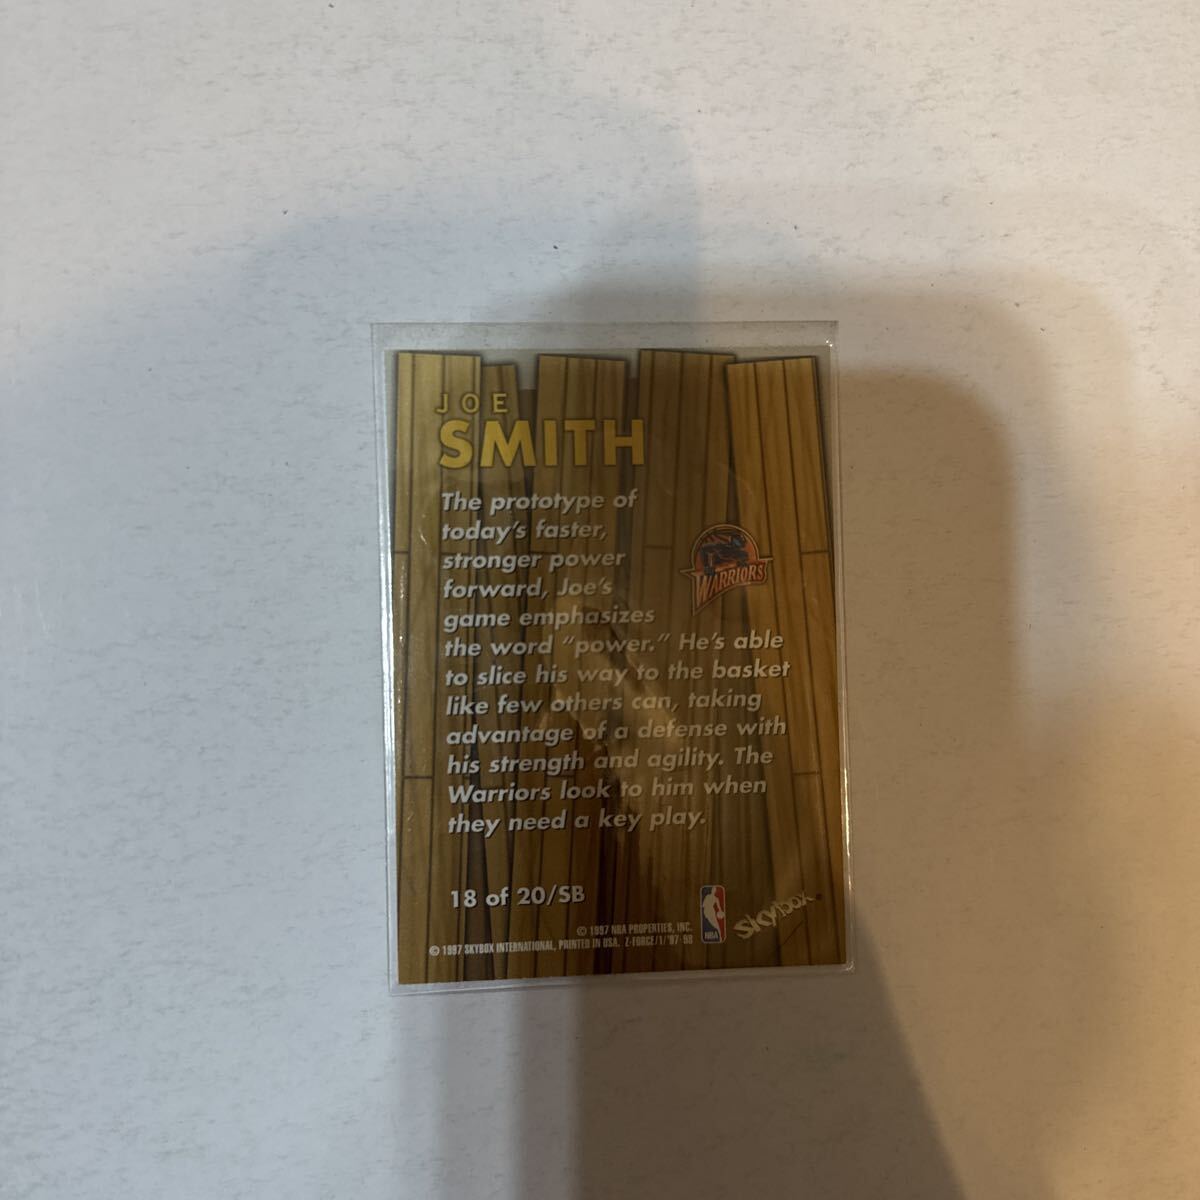 JOE
SMITH
The prototype of
today's faster,
stronger power
forward, Joe's
game emphasizes
the word "power." He's able
to slice his way to the basket
like few others can, taking
advantage of a defense with
his strength and agility. The
Warriors look to him when
they need a key play.
WARRIORS
18 of 20/SB
© 1997 NBA PROPERTIES, INC.
© 1997 SKYBOX INTERNATIONAL, PRINTED IN USA. Z-FORCE/1/'97-98
NBA
skybox